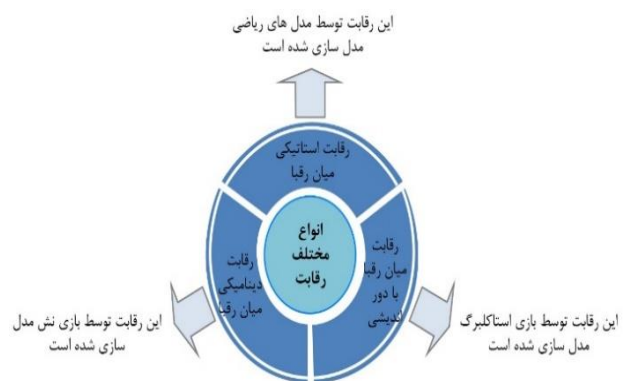 این رقابت توسط مدل های ریاضی
مدل سازی شده است
رقابت استاتیکی
میان رقبا
انواع
مختلف
رقابت
رقابت
میان رقبا
با دور
اندیشی
رقابت
دینامیکی
میان رقبا
این رقابت توسط بازی استاکلبرگ
مدل سازی شده است
این رقابت توسط بازی نش مدل
سازی شده است